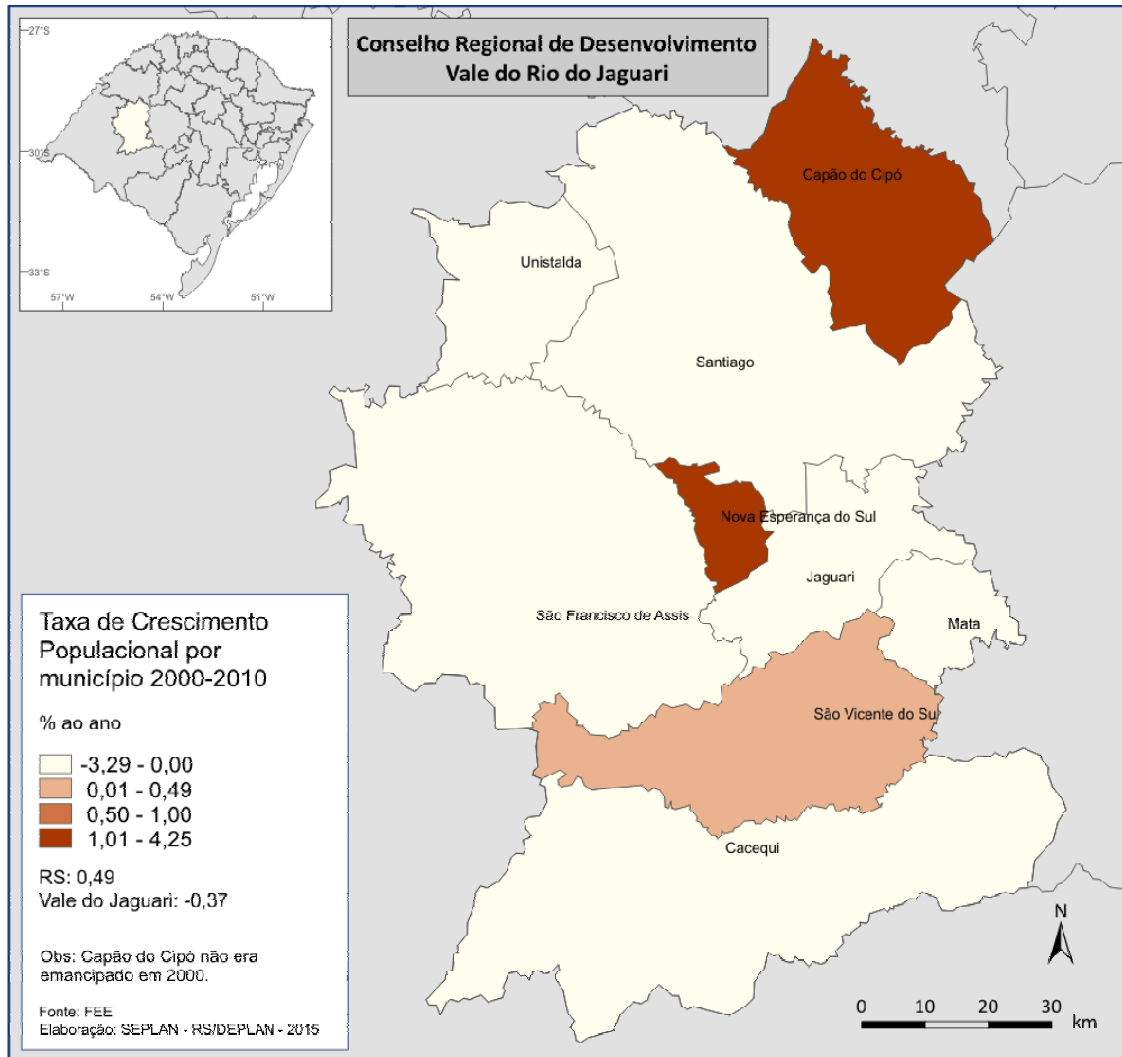 Conselho Regional de Desenvolvimento
Vale do Rio do Jaguari
27°S
30°S
33°S
57°W
54°W
51°W
Capão do Cipó
Unistalda
Santiago
Nova Esperança do Sul
Jaguari
São Francisco de Assis
Mata
São Vicente do Su
Cacequi
Taxa de Crescimento
Populacional por
município 2000-2010
% ao ano
-3,29 - 0,00
0,01 - 0,49
0,50 - 1,00
1,01 - 4,25
RS: 0,49
Vale do Jaguari: -0,37
Obs: Capão do Cipó não era
emancipado em 2000.
Fonte: FEE
Elaboração: SEPLAN - RS/DEPLAN - 2015
N
0 10 20 30
km